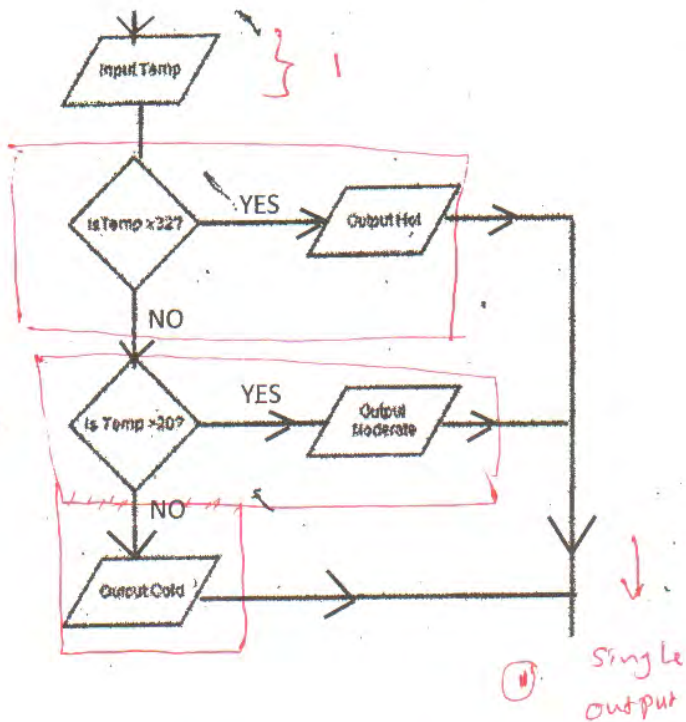 Input Temp
1
Is Temp >32?
YES
Output Hot
NO
Is Temp >20?
YES
Output
Moderate
NO
Output Cold
Single
output